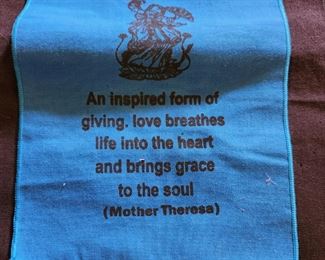 An inspired form of
giving. love breathes
life into the heart
and brings grace
to the soul
(Mother Theresa)